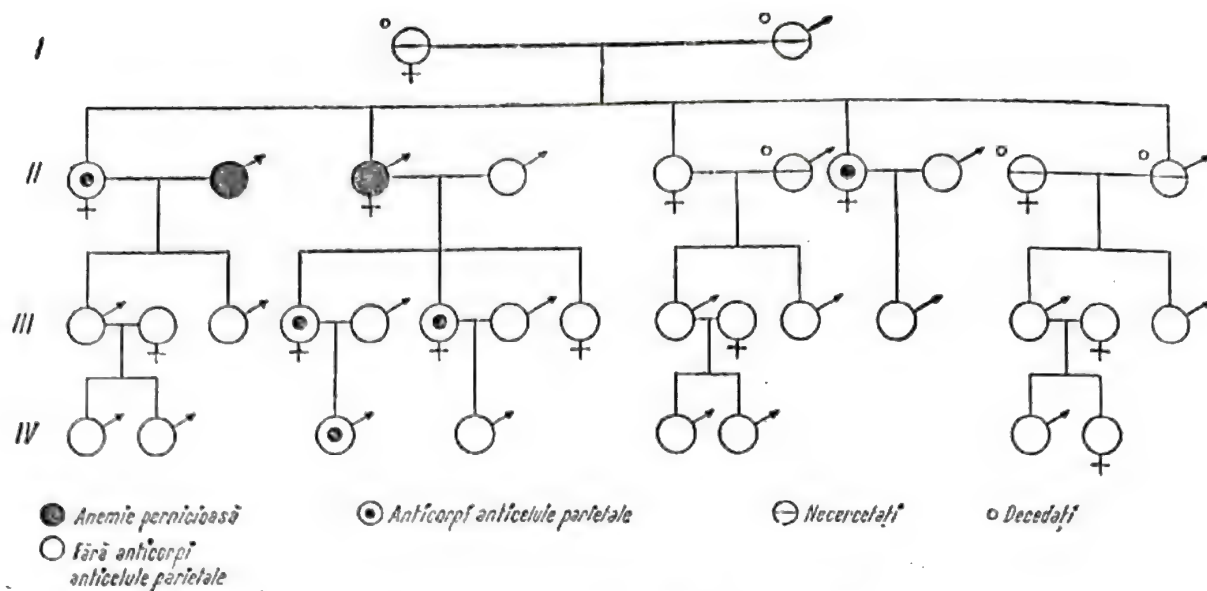 I
II
III
IV
Anemie pernicioasă
Anticorpi anticelule parietale
Necercetați
Decedați
Fără anticorpi
anticelule parietale